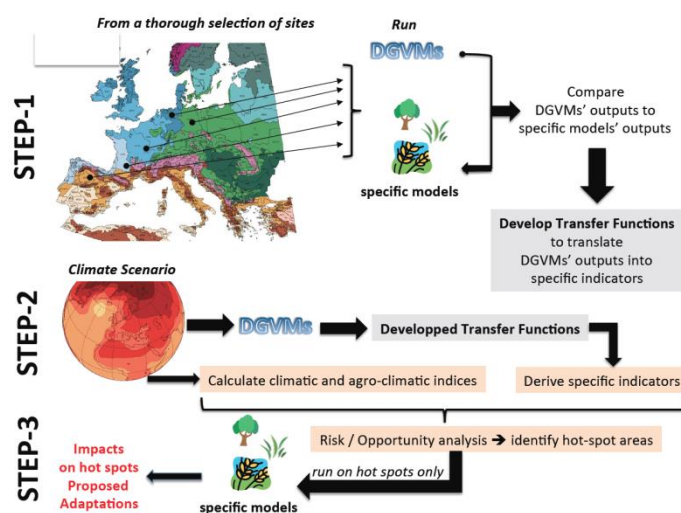 From a thorough selection of sites
Run
STEP-1
DGVMs
specific models
Compare
DGVMs' outputs to
specific models'
outputs
Develop Transfer Functions
to translate
DGVMs' outputs into
specific indicators
Climate Scenario
STEP-2
DGVMs
Developped Transfer Functions
Calculate climatic and agro-climatic indices
Derive specific indicators
STEP-3
Risk / Opportunity analysis ➔ identify hot-spot areas
run on hot spots only
specific models
Impacts
on hot spots
Proposed
Adaptations